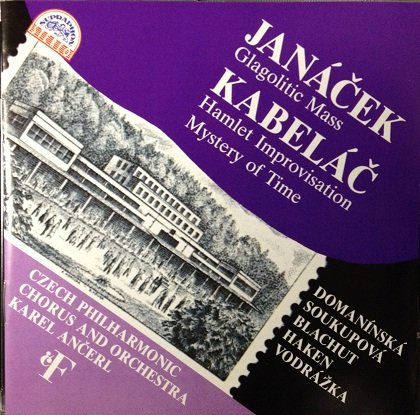 SUPRAPHON
JANÁČEK
Glagolitic Mass
KABELÁČ
Hamlet Improvisation
Mystery of Time
CZECH PHILHARMONIC
CHORUS AND ORCHESTRA
KAREL ANČERL
DOMANÍNSKÁ
SOUKUPOVÁ
BLACHUT
HAKEN
VODRÁŽKA